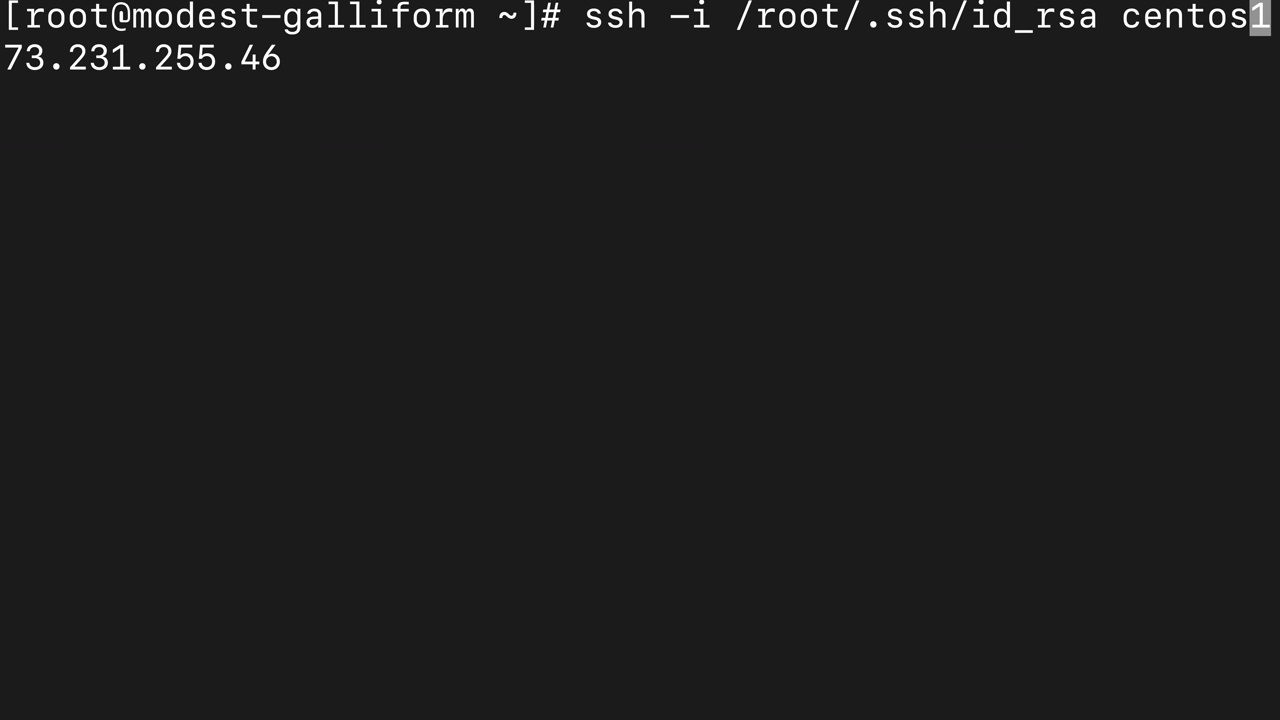 [root@modest-galliform ~]# ssh -i /root/.ssh/id_rsa centos1
73.231.255.46